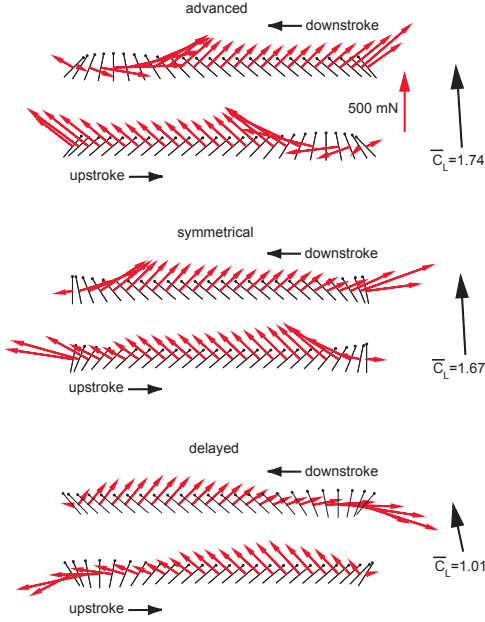 advanced
downstroke
500 mN
C̅L=1.74
upstroke
symmetrical
downstroke
C̅L=1.67
upstroke
delayed
downstroke
C̅L=1.01
upstroke